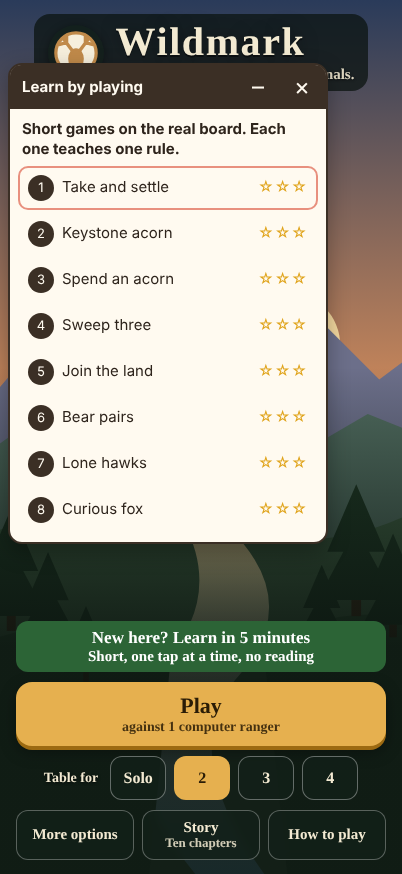 Wildmark
nals.
Learn by playing
Short games on the real board. Each
one teaches one rule.
1 Take and settle ☆☆☆
2 Keystone acorn ☆☆☆
3 Spend an acorn ☆☆☆
4 Sweep three ☆☆☆
5 Join the land ☆☆☆
6 Bear pairs ☆☆☆
7 Lone hawks ☆☆☆
8 Curious fox ☆☆☆
New here? Learn in 5 minutes
Short, one tap at a time, no reading
Play
against 1 computer ranger
Table for Solo 2 3 4
More options Story How to play
Ten chapters